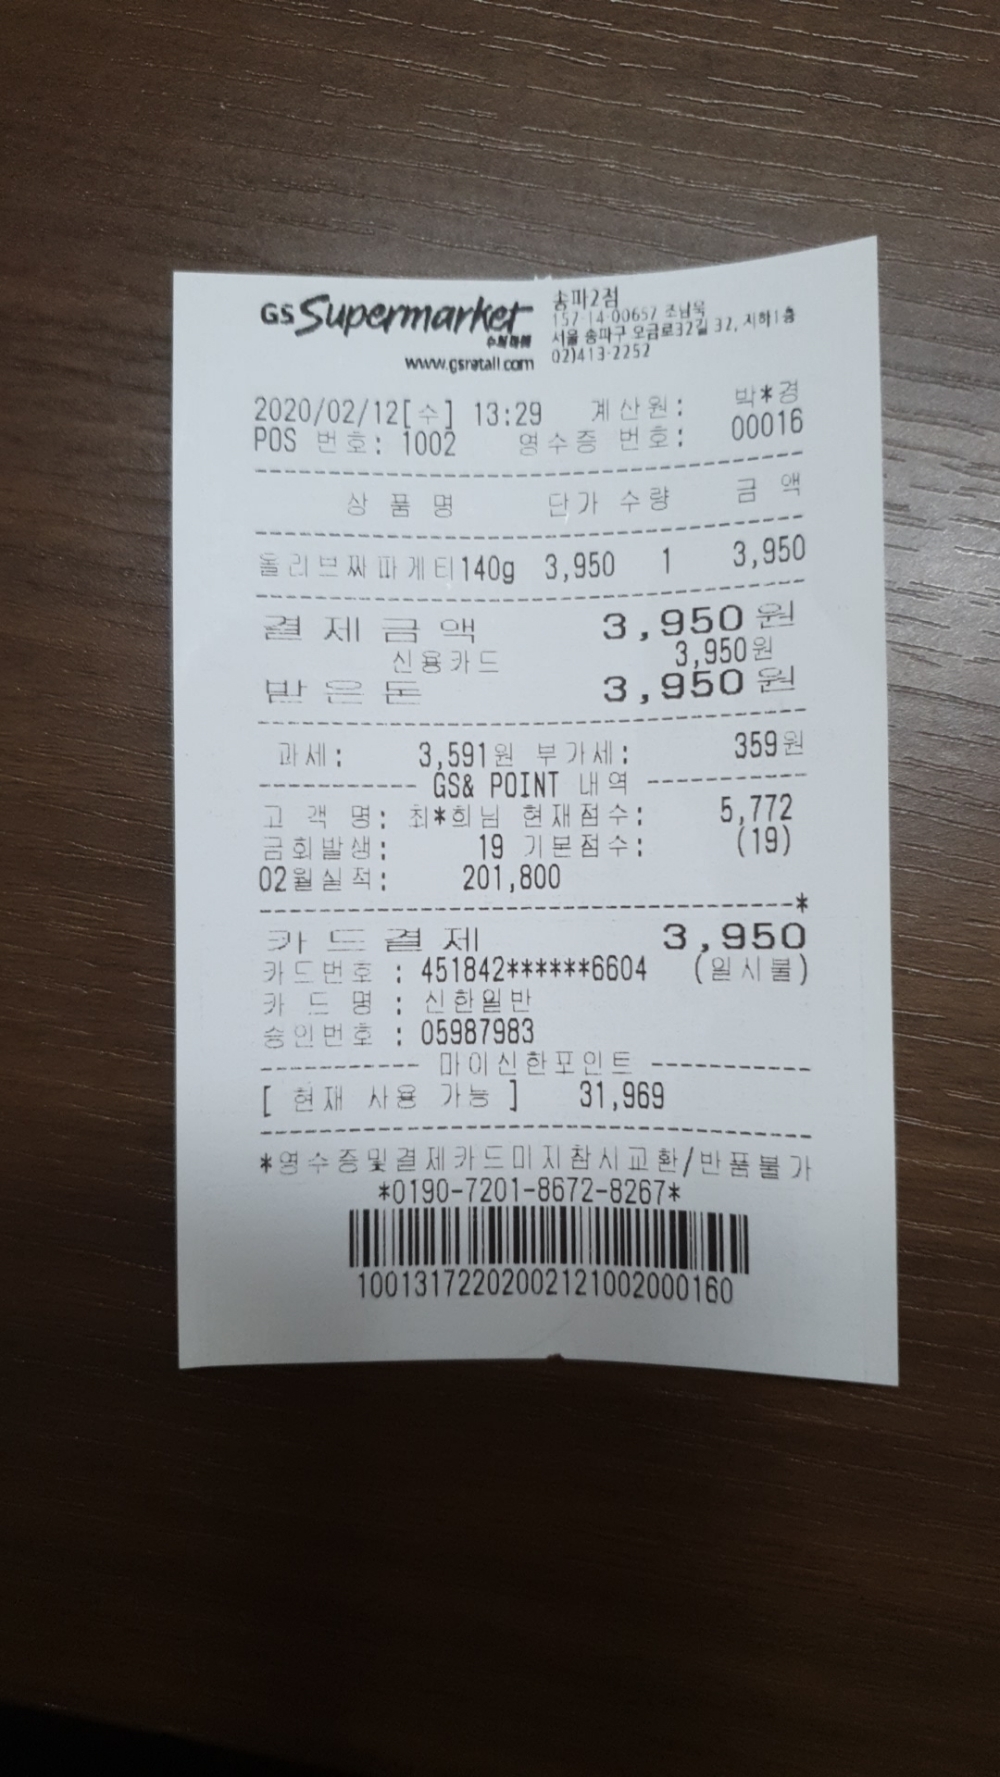 GS Supermarket
수퍼마켓
www.gsretail.com
송파2점
157-14-00657 조남묵
서울 송파구 오금로32길 32, 지하1층
02)413-2252
2020/02/12[수] 13:29 계산원: 박*경
POS 번호: 1002 영수증 번호: 00016
상 품 명 단가 수량 금 액
올리브짜파게티140g 3,950 1 3,950
결제금액 3,950원
신용카드 3,950원
받은돈 3,950원
과세: 3,591원 부가세: 359원
GS& POINT 내역
고 객 명: 최*희님 현재점수: 5,772
금회발생: 19 기본점수: (19)
02월실적: 201,800
*
카드결제 3,950
카드번호 : 451842******6604 (일시불)
카 드 명 : 신한일반
승인번호 : 05987983
마이신한포인트
[ 현재 사용 가능 ] 31,969
*영수증및결제카드미지참시교환/반품불가
*0190-7201-8672-8267*
10013172202002121002000160